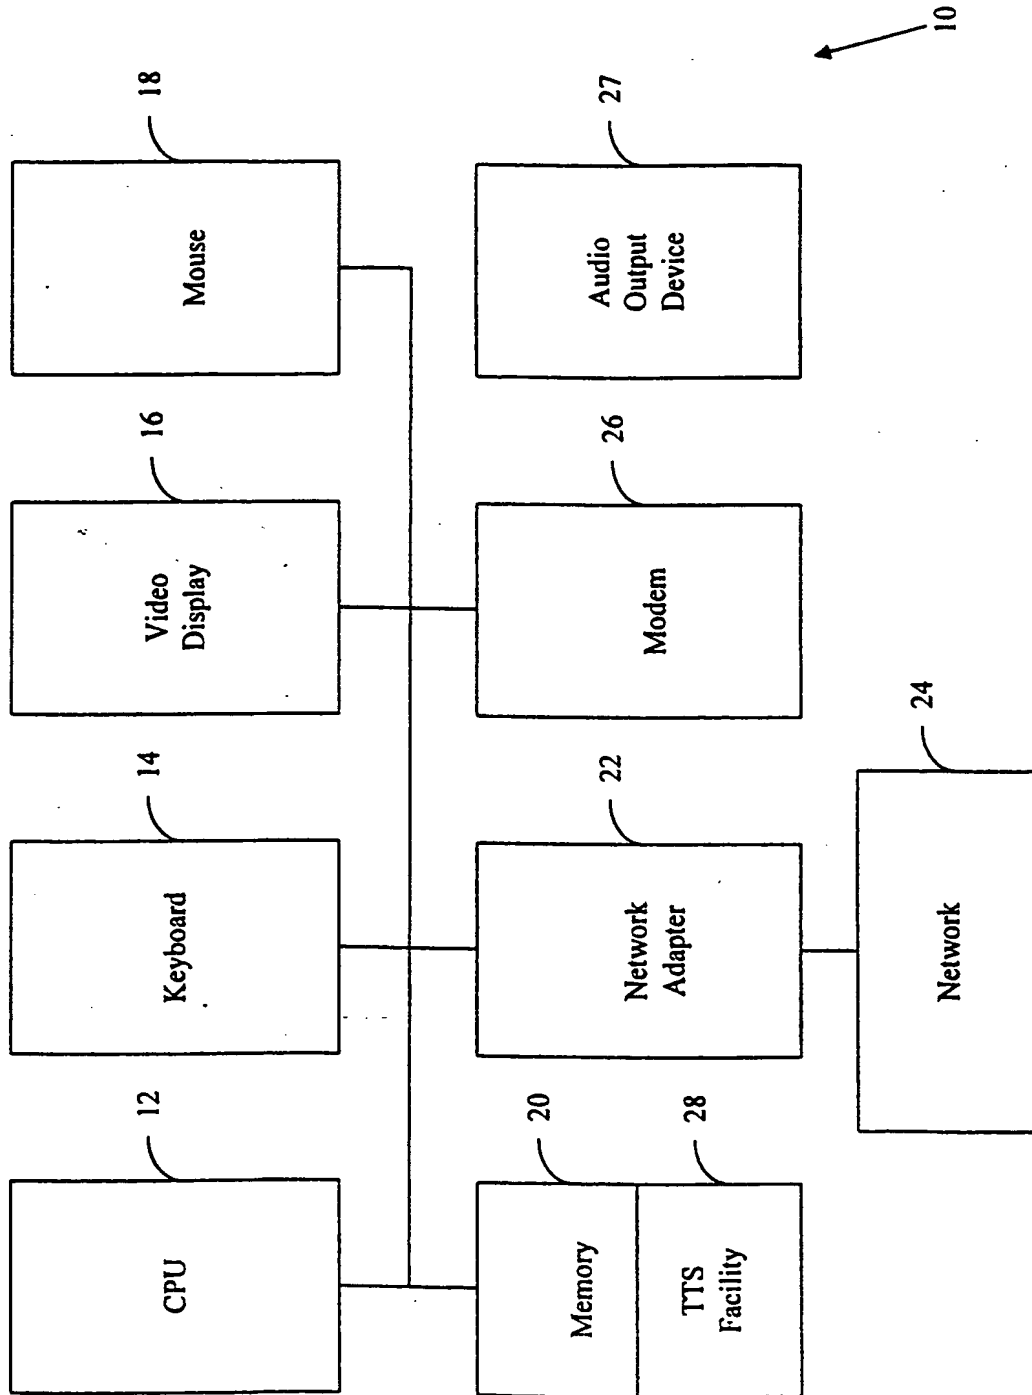 CPU
12
Keyboard
14
Video
Display
16
Mouse
18
Memory
20
TTS
Facility
28
Network
Adapter
22
Modem
26
Audio
Output
Device
27
Network
24
10